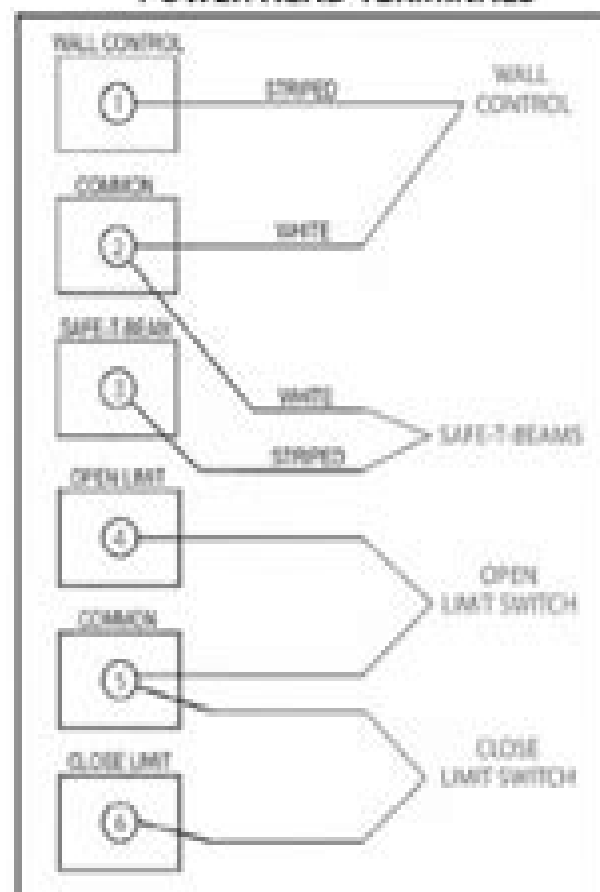 POWER HEAD TERMINALS
WALL CONTROL
1
STRIPED
WALL
CONTROL
COMMON
2
WHITE
SAFE-T-BEAM
3
WHITE
STRIPED
SAFE-T-BEAMS
OPEN LIMIT
4
OPEN
LIMIT SWITCH
COMMON
5
CLOSE LIMIT
6
CLOSE
LIMIT SWITCH